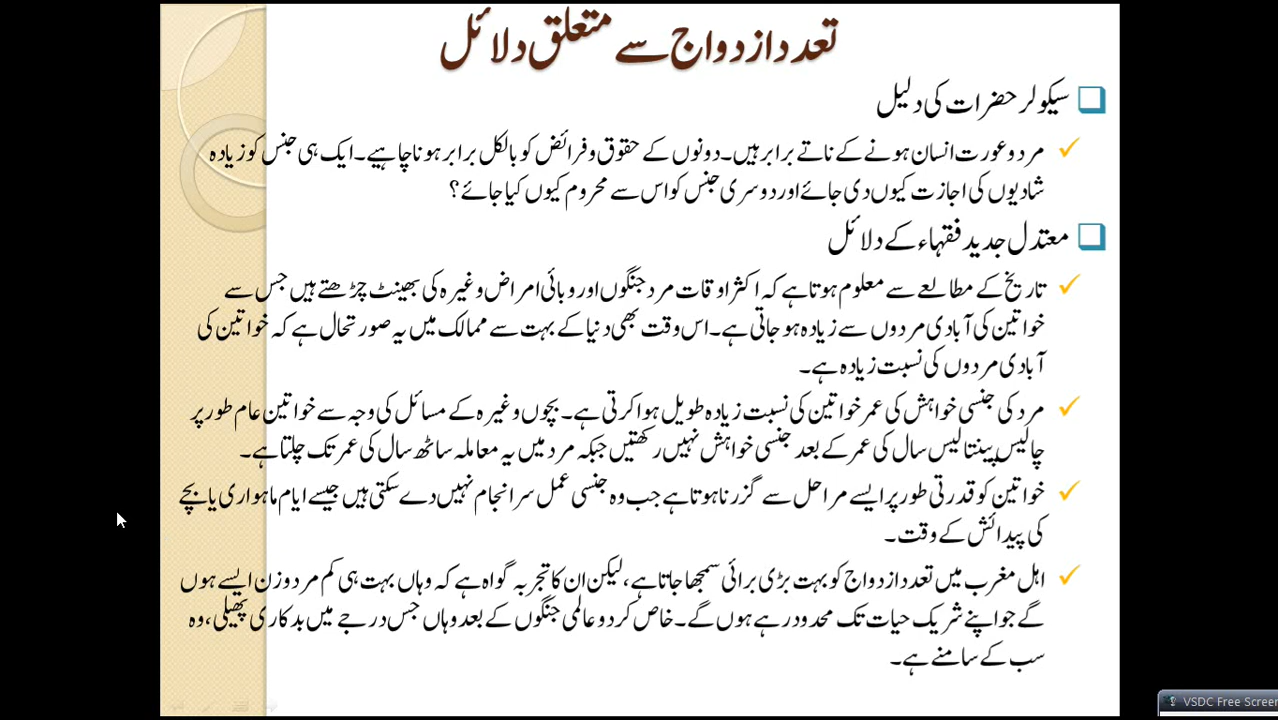 تعدد ازدواج سے متعلق دلائل
سیکولر حضرات کی دلیل
مرد و عورت انسان ہونے کے ناتے برابر ہیں۔ دونوں کے حقوق و فرائض کو بالکل برابر ہونا چاہیے۔ ایک ہی جنس کو زیادہ
شادیوں کی اجازت کیوں دی جائے اور دوسری جنس کو اس سے محروم کیوں کیا جائے؟
معتدل جدید فقہاء کے دلائل
تاریخ کے مطالعے سے معلوم ہوتا ہے کہ اکثر اوقات مرد جنگوں اور وبائی امراض وغیرہ کی بھینٹ چڑھتے ہیں جس سے
خواتین کی آبادی مردوں سے زیادہ ہو جاتی ہے۔ اس وقت بھی دنیا کے بہت سے ممالک میں یہ صورتحال ہے کہ خواتین کی
آبادی مردوں کی نسبت زیادہ ہے۔
مرد کی جنسی خواہش کی عمر خواتین کی نسبت زیادہ طویل ہوا کرتی ہے۔ بچوں وغیرہ کے مسائل کی وجہ سے خواتین عام طور پر
چالیس پینتالیس سال کی عمر کے بعد جنسی خواہش نہیں رکھتیں جبکہ مرد میں یہ معاملہ ساٹھ سال کی عمر تک چلتا ہے۔
خواتین کو قدرتی طور پر ایسے مراحل سے گزرنا ہوتا ہے جب وہ جنسی عمل سرانجام نہیں دے سکتی ہیں جیسے ایام ماہواری یا بچے
کی پیدائش کے وقت۔
اہل مغرب میں تعدد ازدواج کو بہت بڑی برائی سمجھا جاتا ہے، لیکن ان کا تجربہ گواہ ہے کہ وہاں بہت ہی کم مرد و زن ایسے ہوں
گے جو اپنے شریک حیات تک محدود رہے ہوں گے۔ خاص کر دو عالمی جنگوں کے بعد وہاں جس درجے میں بدکاری پھیلی، وہ
سب کے سامنے ہے۔
VSDC Free Screen